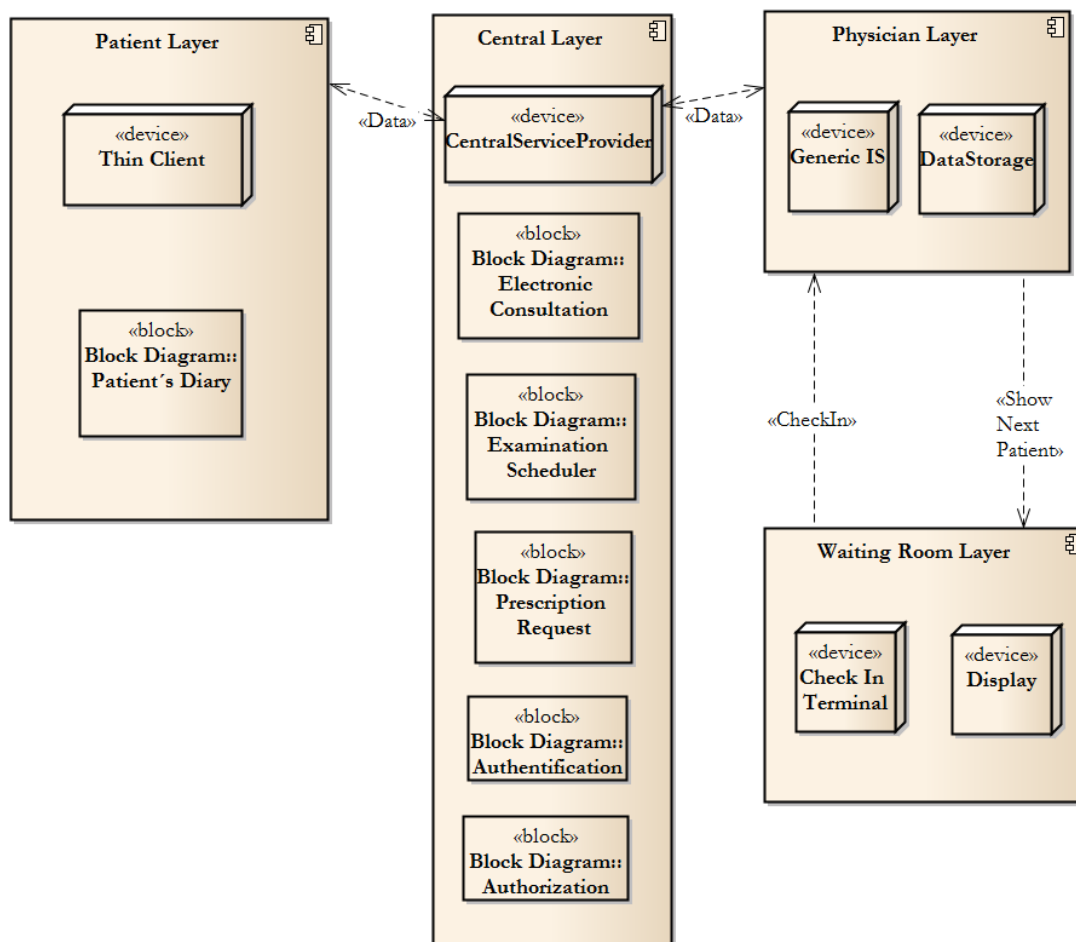 Patient Layer
«device»
Thin Client
«block»
Block Diagram::
Patient´s Diary
«Data»
Central Layer
«device»
CentralServiceProvider
«block»
Block Diagram::
Electronic
Consultation
«block»
Block Diagram::
Examination
Scheduler
«block»
Block Diagram::
Prescription
Request
«block»
Block Diagram::
Authentification
«block»
Block Diagram::
Authorization
«Data»
Physician Layer
«device»
Generic IS
«device»
DataStorage
«CheckIn»
«Show
Next
Patient»
Waiting Room Layer
«device»
Check In
Terminal
«device»
Display